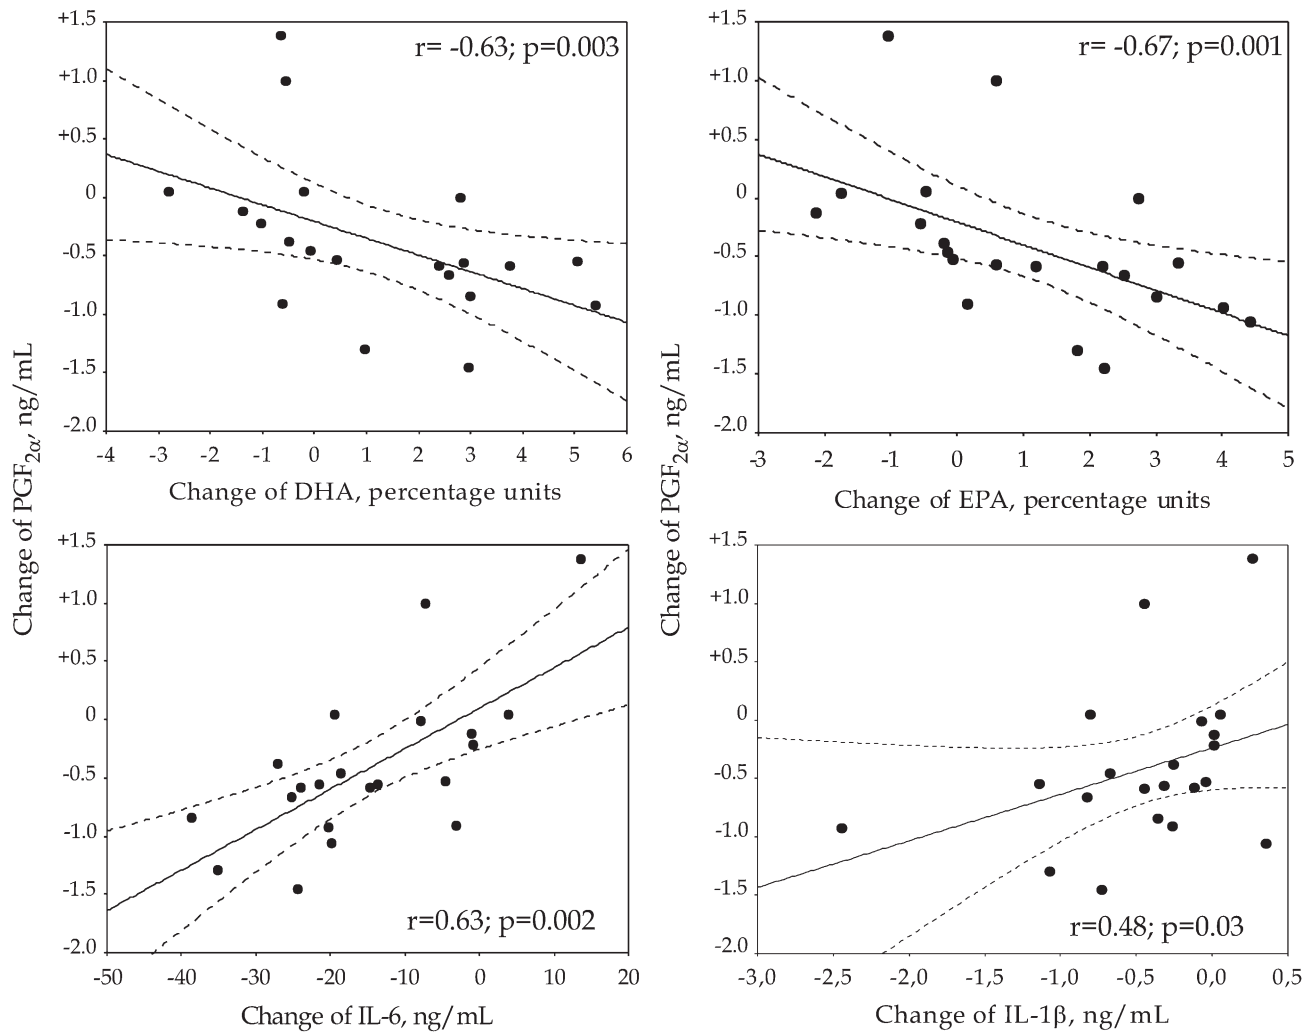 r= -0.63; p=0.003
+1.5
+1.0
+0.5
0
-0.5
-1.0
-1.5
-2.0
-4 -3 -2 -1 0 1 2 3 4 5 6
Change of DHA, percentage units
Change of PGF2α, ng/mL
r= -0.67; p=0.001
+1.5
+1.0
+0.5
0
-0.5
-1.0
-1.5
-2.0
-3 -2 -1 0 1 2 3 4 5
Change of EPA, percentage units
Change of PGF2α, ng/mL
+1.5
+1.0
+0.5
0
-0.5
-1.0
-1.5
-2.0
r=0.63; p=0.002
-50 -40 -30 -20 -10 0 10 20
Change of IL-6, ng/mL
+1.5
+1.0
+0.5
0
-0.5
-1.0
-1.5
-2.0
r=0.48; p=0.03
-3,0 -2,0 -1,5 -1,0 -0,5 0,0 0,5
Change of IL-1β, ng/mL